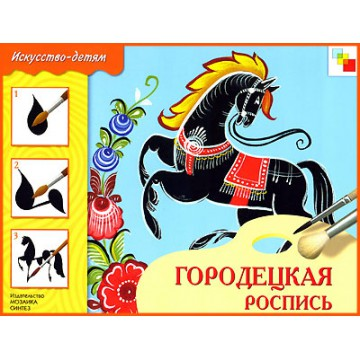 Искусство-детям
1
2
3
Издательство
МОЗАИКА
СИНТЕЗ
ГОРОДЕЦКАЯ
РОСПИСЬ